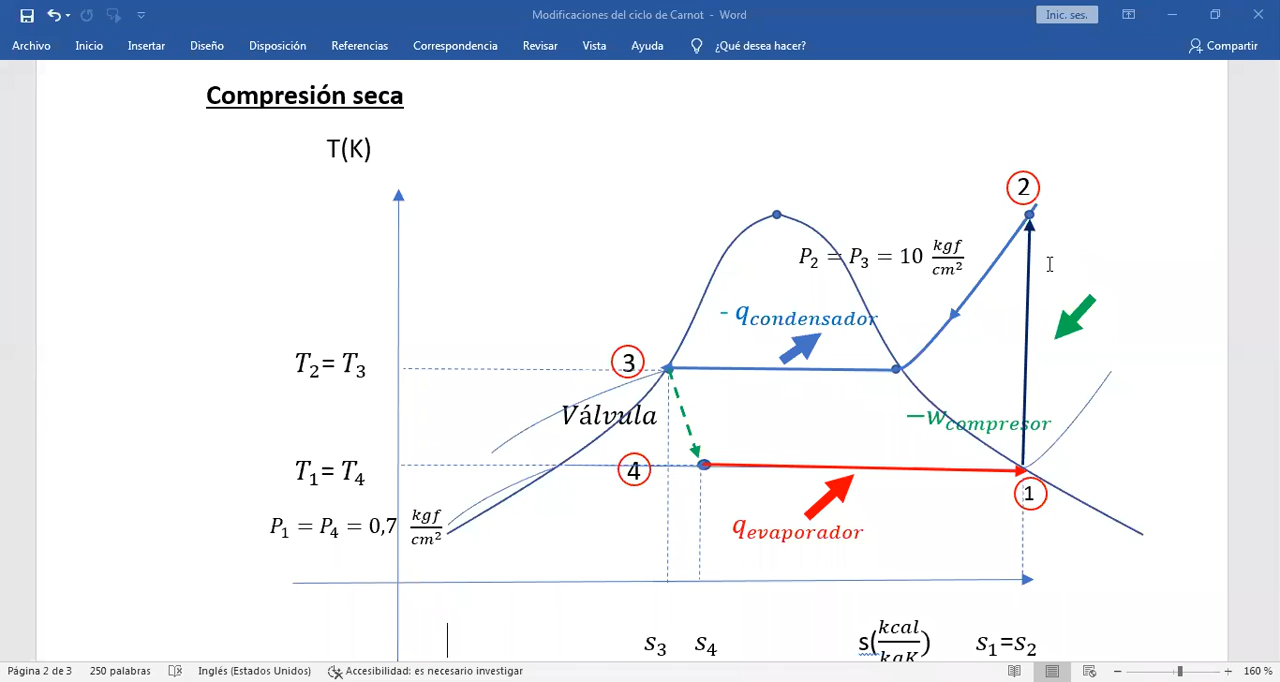 Modificaciones del ciclo de Carnot - Word
Inic. ses.
Archivo Inicio Insertar Diseño Disposición Referencias Correspondencia Revisar Vista Ayuda ¿Qué desea hacer? Compartir
Compresión seca
T(K)
2
P₂ = P₃ = 10 kgf/cm²
- q condensador
T₂= T₃
3
Válvula
−w compresor
T₁= T₄
4
1
P₁ = P₄ = 0,7 kgf/cm²
q evaporador
s₃ s₄ s(kcal/kgK) s₁=s₂
Página 2 de 3 250 palabras Inglés (Estados Unidos) Accesibilidad: es necesario investigar 160 %